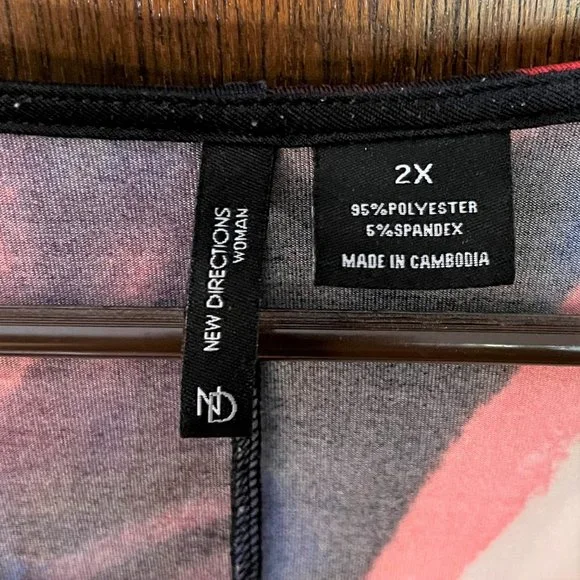 NEW DIRECTIONS
WOMAN
ND
2X
95%POLYESTER
5%SPANDEX
MADE IN CAMBODIA